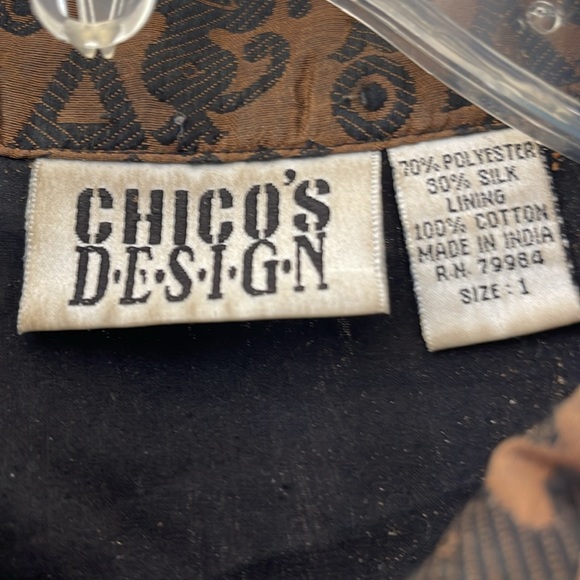 CHICO'S
D·E·S·I·G·N
70% POLYESTER
30% SILK
LINING
100% COTTON
MADE IN INDIA
R.N. 79984
SIZE: 1